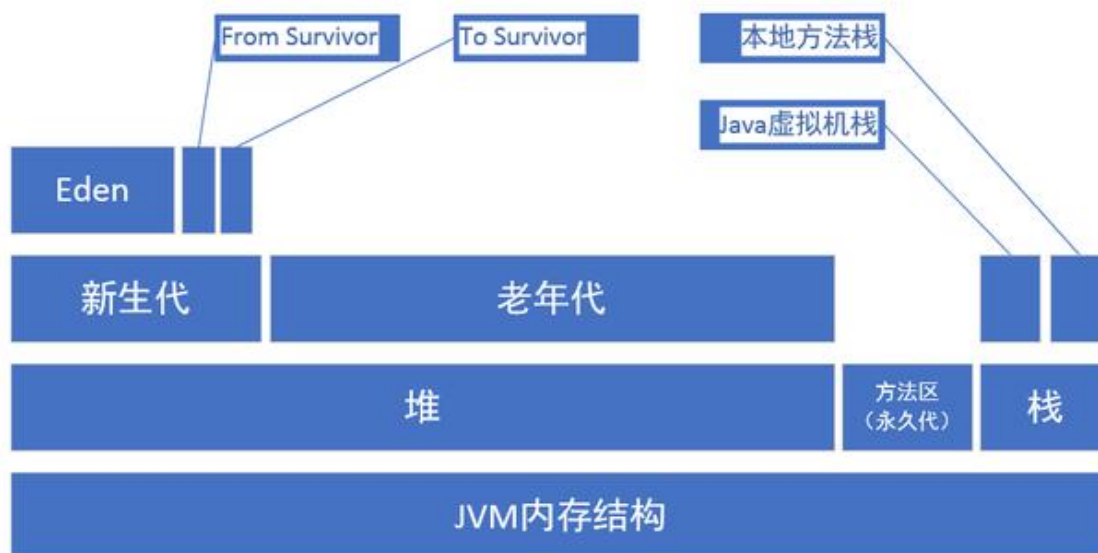 From Survivor
To Survivor
本地方法栈
Java虚拟机栈
Eden
新生代
老年代
堆
方法区
（永久代）
栈
JVM内存结构